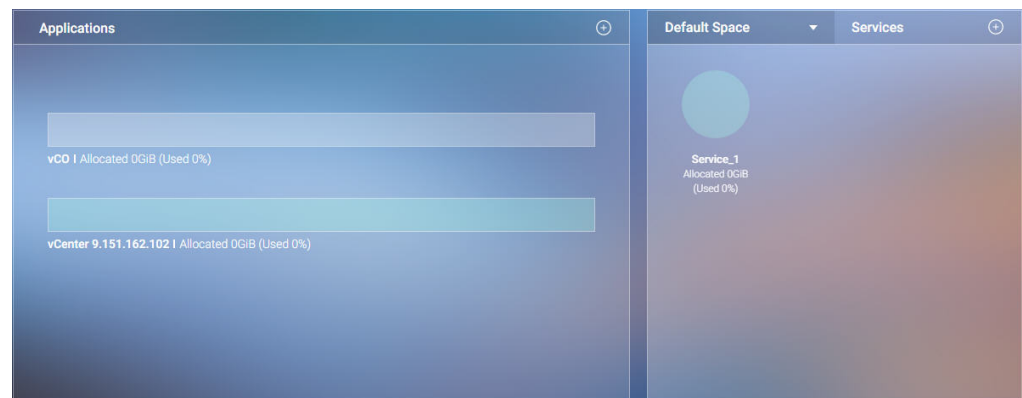 Applications
Default Space
Services
vCO | Allocated 0GiB (Used 0%)
vCenter 9.151.162.102 | Allocated 0GiB (Used 0%)
Service_1
Allocated 0GiB
(Used 0%)